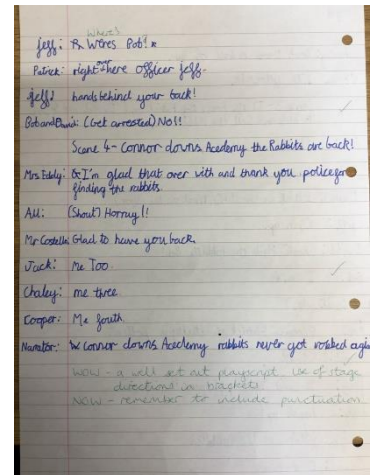 where's
jeff: R Wères Bob! x
Patrick: right there officer jeff.
jeff: hands behind your back!
Bob and David: (Get arrested) No!!
Scene 4- Connor downs Academy the Rabbits are back!
Mrs Eddy: I'm glad that over with and thank you police for
finding the rabbits.
All: (Shout) Horray!!
Mr Costello: Glad to have you back.
Jack: Me Too.
Chaley: me three.
Cooper: Me fouth.
Narrator: Connor downs Academy rabbits never got robbed agian
WOW - a well set out playscript. Use of stage
directions in brackets
NOW - remember to include punctuation